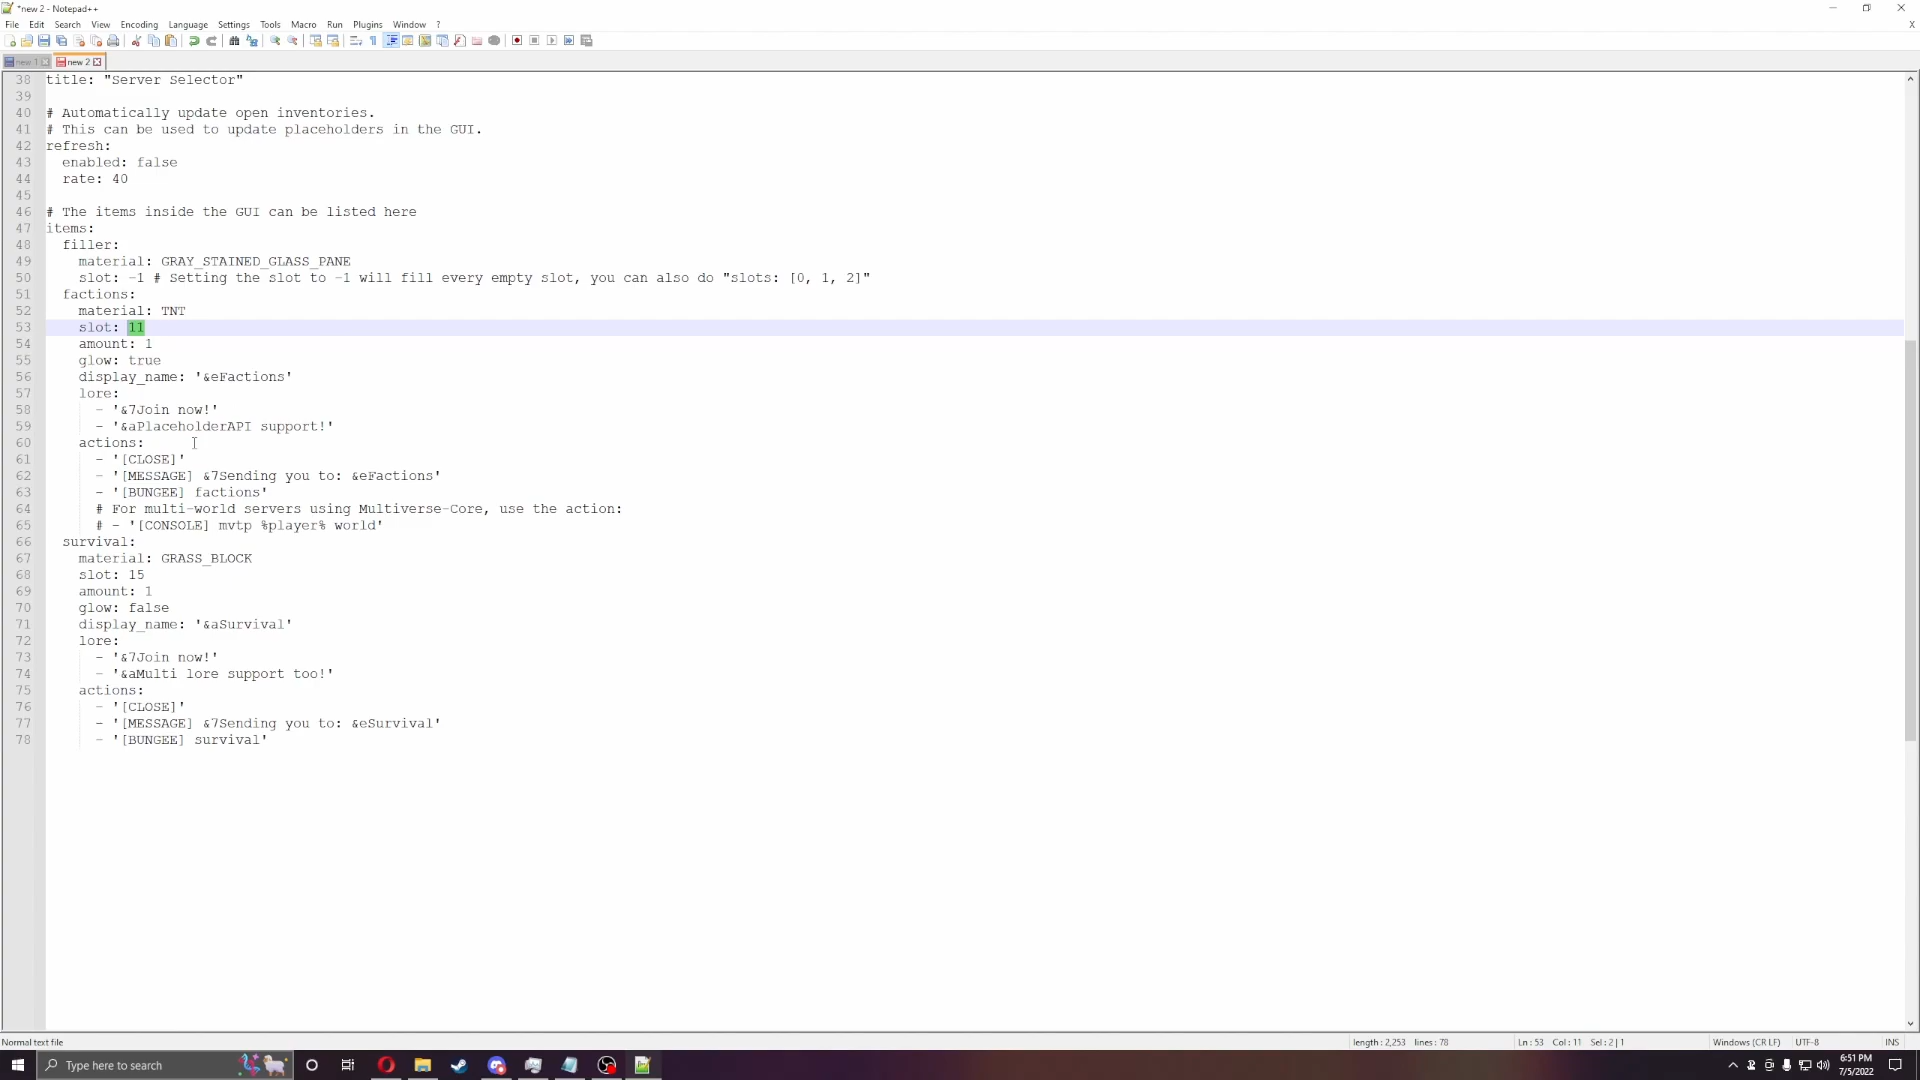 *new 2 - Notepad++
File Edit Search View Encoding Language Settings Tools Macro Run Plugins Window ?
new 1 new 2
38 title: "Server Selector"
39
40 # Automatically update open inventories.
41 # This can be used to update placeholders in the GUI.
42 refresh:
43 enabled: false
44 rate: 40
45
46 # The items inside the GUI can be listed here
47 items:
48 filler:
49 material: GRAY_STAINED_GLASS_PANE
50 slot: -1 # Setting the slot to -1 will fill every empty slot, you can also do "slots: [0, 1, 2]"
51 factions:
52 material: TNT
53 slot: 11
54 amount: 1
55 glow: true
56 display_name: '&eFactions'
57 lore:
58 - '&7Join now!'
59 - '&aPlaceholderAPI support!'
60 actions:
61 - '[CLOSE]'
62 - '[MESSAGE] &7Sending you to: &eFactions'
63 - '[BUNGEE] factions'
64 # For multi-world servers using Multiverse-Core, use the action:
65 # - '[CONSOLE] mvtp %player% world'
66 survival:
67 material: GRASS_BLOCK
68 slot: 15
69 amount: 1
70 glow: false
71 display_name: '&aSurvival'
72 lore:
73 - '&7Join now!'
74 - '&aMulti lore support too!'
75 actions:
76 - '[CLOSE]'
77 - '[MESSAGE] &7Sending you to: &eSurvival'
78 - '[BUNGEE] survival'
Normal text file length : 2,253 lines : 78 Ln : 53 Col : 11 Sel : 2 | 1 Windows (CR LF) UTF-8 INS
Type here to search 6:51 PM
7/5/2022